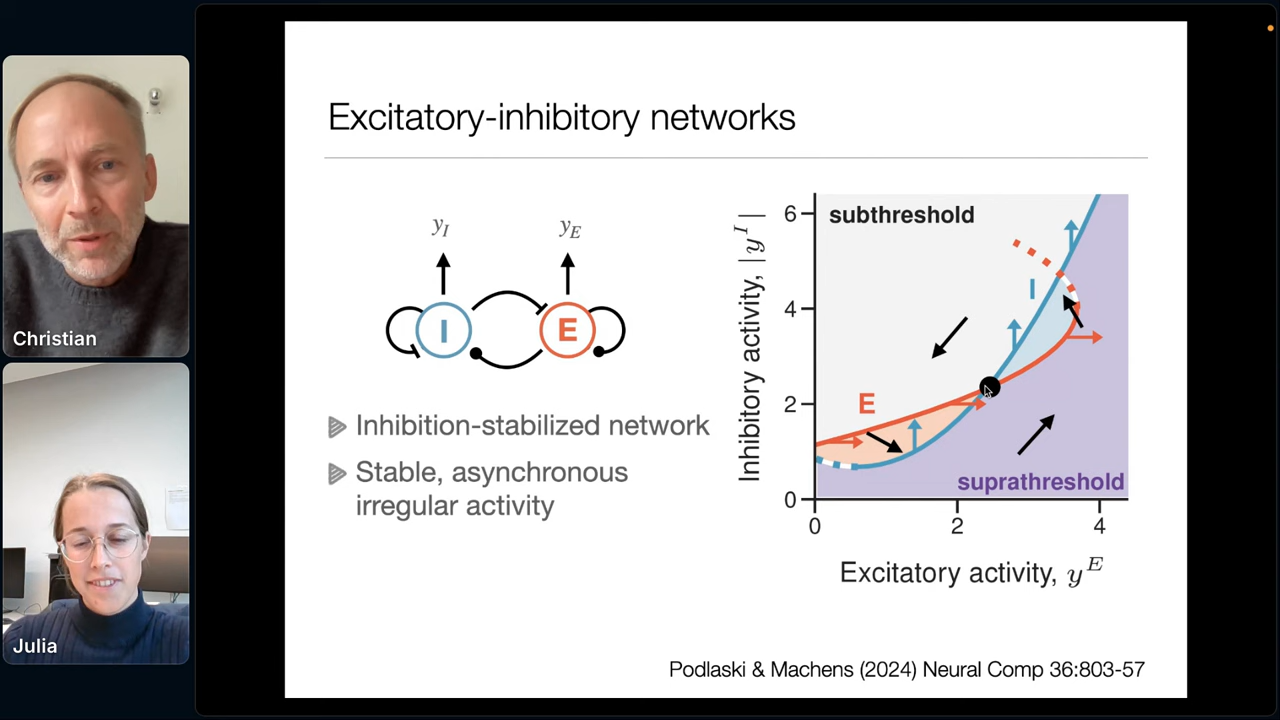 Christian
Julia
Excitatory-inhibitory networks
y_I
y_E
I
E
Inhibition-stabilized network
Stable, asynchronous
irregular activity
Inhibitory activity, |y^I|
6
4
2
0
subthreshold
I
E
suprathreshold
0
2
4
Excitatory activity, y^E
Podlaski & Machens (2024) Neural Comp 36:803-57